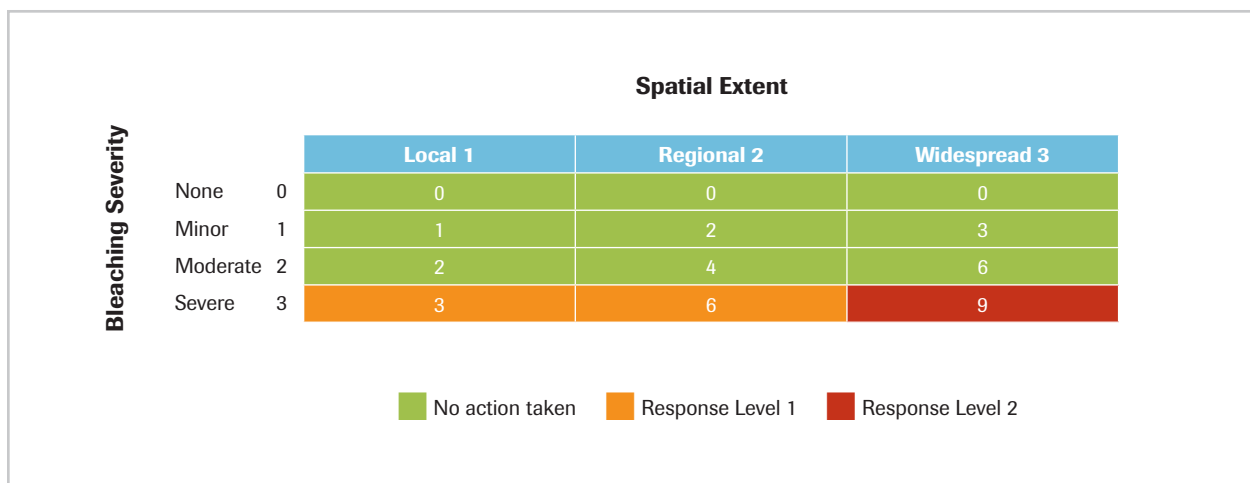 Spatial Extent
Bleaching Severity
Local 1 Regional 2 Widespread 3
None 0 0 0 0
Minor 1 1 2 3
Moderate 2 2 4 6
Severe 3 3 6 9
No action taken Response Level 1 Response Level 2